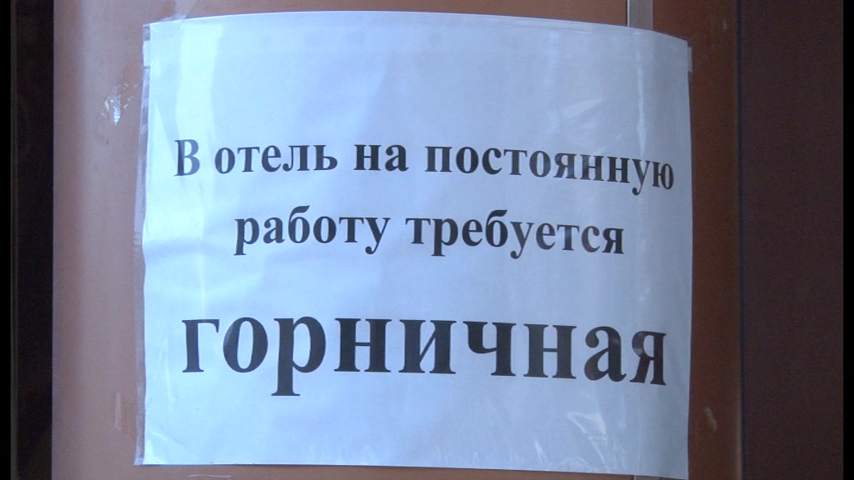 В отель на постоянную
работу требуется
горничная